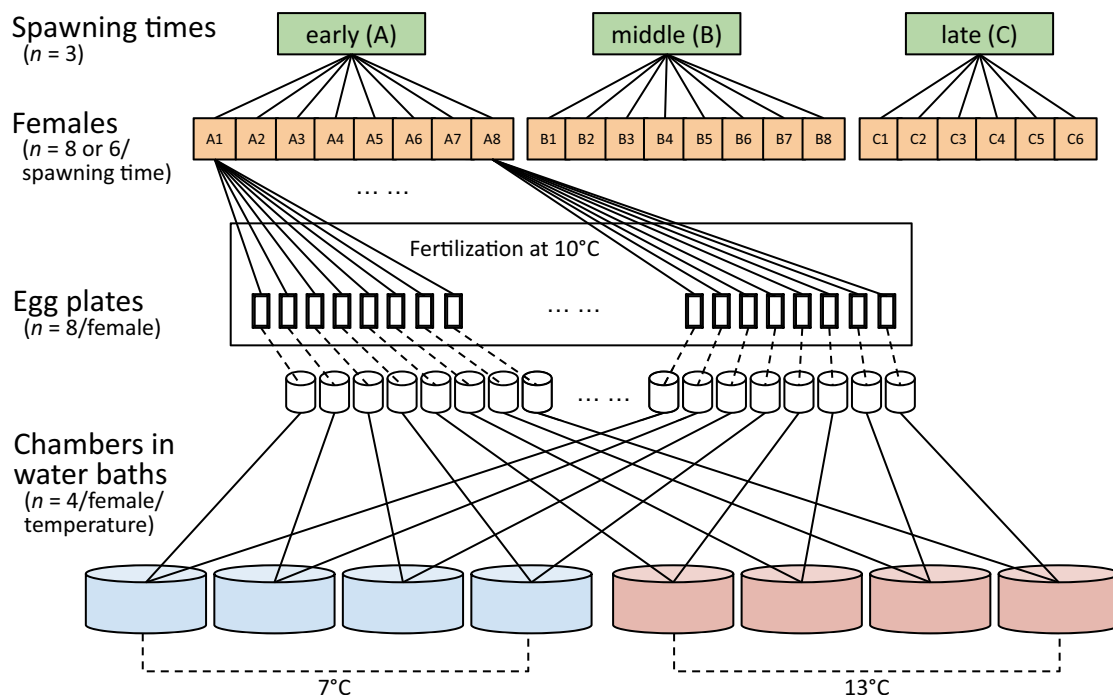 Spawning times
(n = 3)
early (A)
middle (B)
late (C)
Females
(n = 8 or 6/
spawning time)
A1 A2 A3 A4 A5 A6 A7 A8
B1 B2 B3 B4 B5 B6 B7 B8
C1 C2 C3 C4 C5 C6
... ...
Fertilization at 10°C
Egg plates
(n = 8/female)
... ...
... ...
Chambers in
water baths
(n = 4/female/
temperature)
7°C
13°C